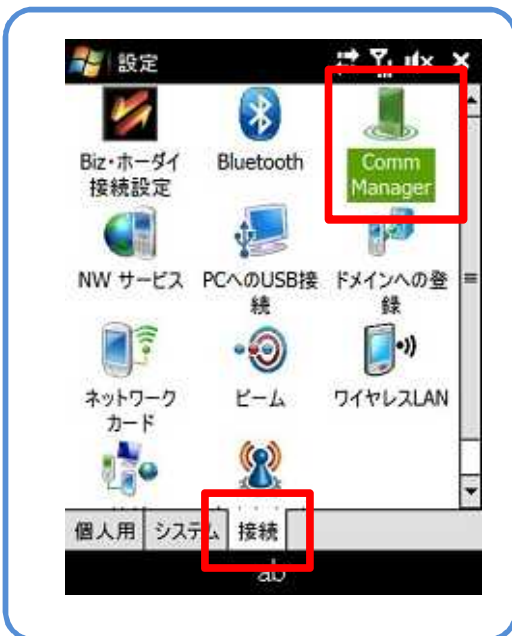 設定
Biz・ホーダイ
接続設定
Bluetooth
Comm
Manager
NW サービス
PCへのUSB接
続
ドメインへの登
録
ネットワーク
カード
ビーム
ワイヤレスLAN
個人用
システム
接続
ab